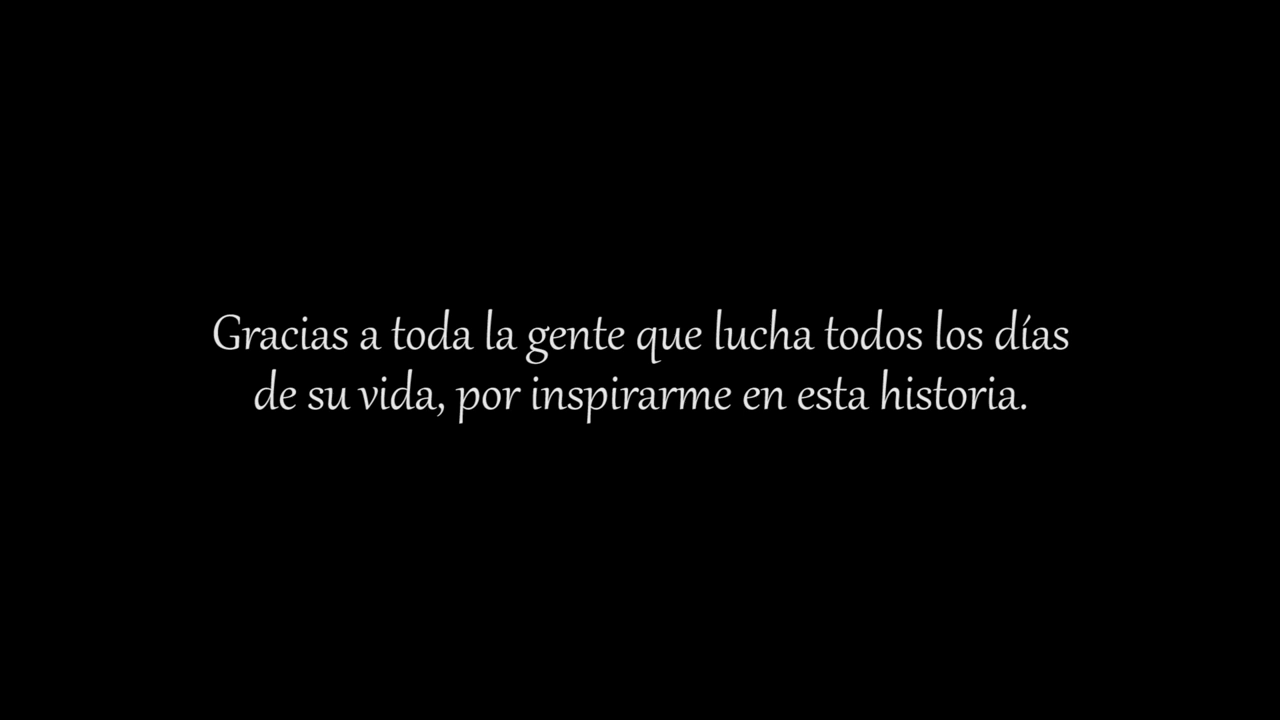 Gracias a toda la gente que lucha todos los días
de su vida, por inspirarme en esta historia.